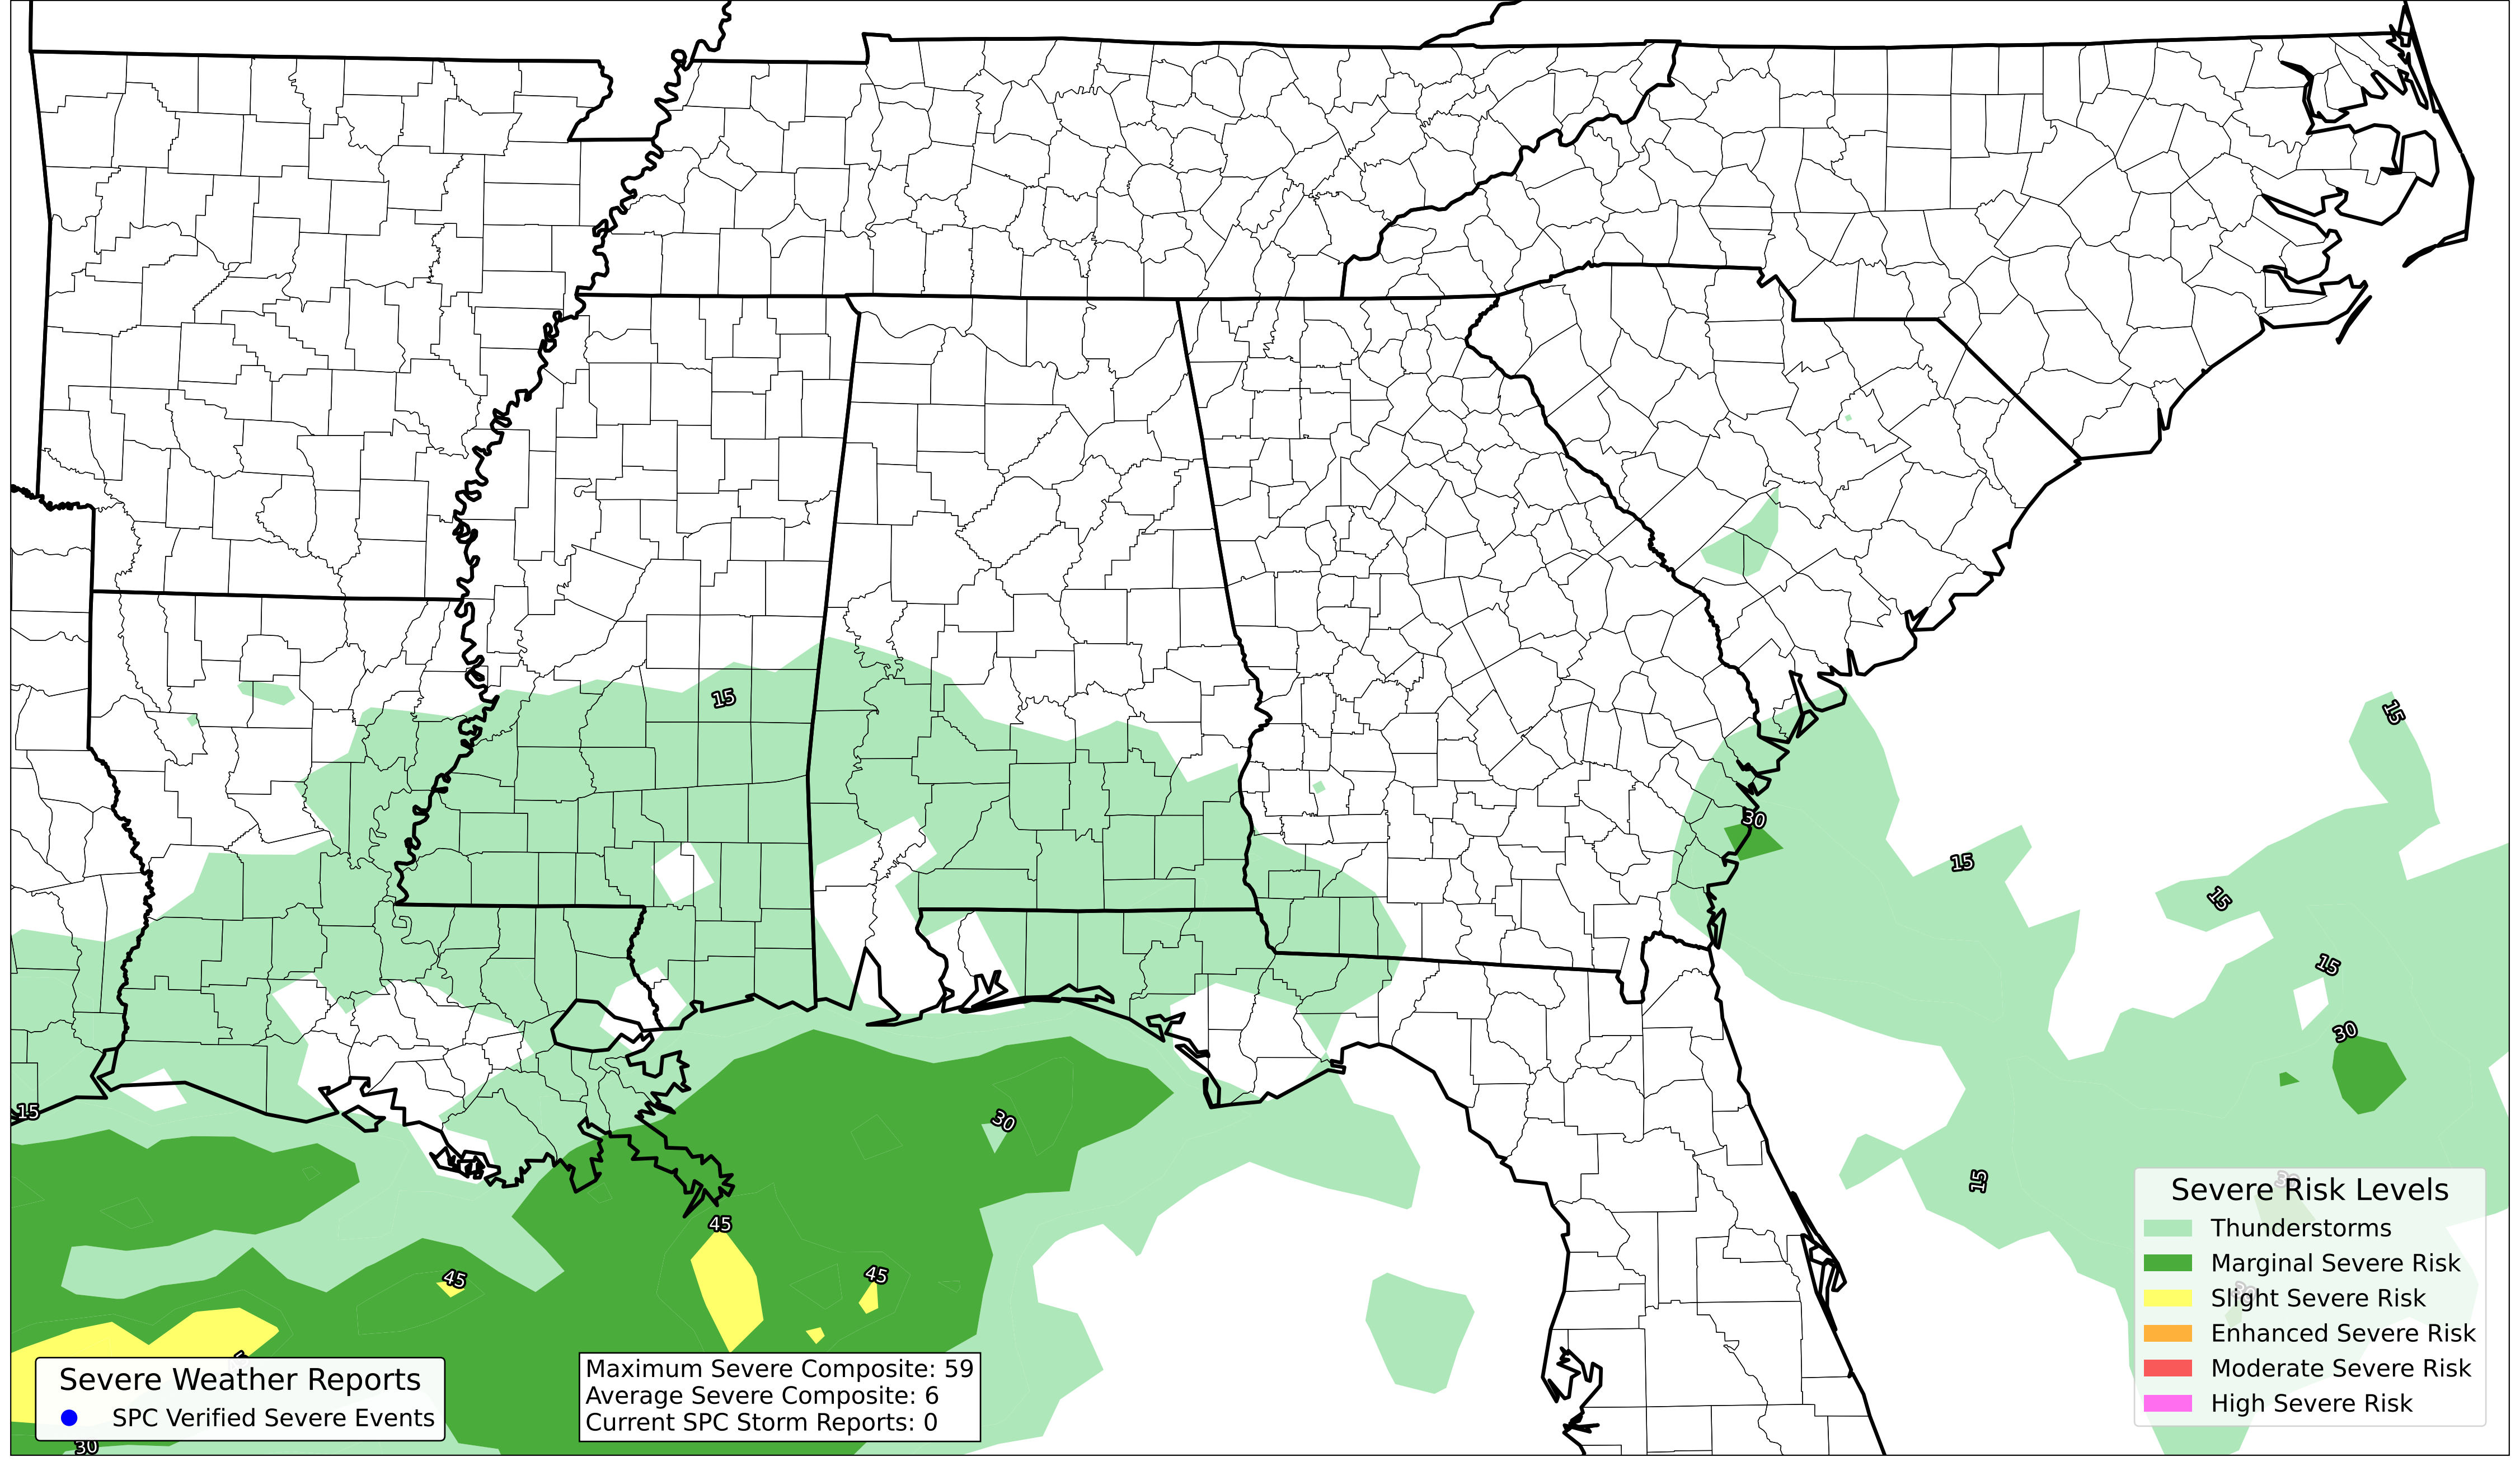 15
15
30
15
15
15
30
15
30
15
45
45
45
30
Severe Risk Levels
Thunderstorms
Marginal Severe Risk
Slight Severe Risk
Enhanced Severe Risk
Moderate Severe Risk
High Severe Risk
Severe Weather Reports
SPC Verified Severe Events
Maximum Severe Composite: 59
Average Severe Composite: 6
Current SPC Storm Reports: 0